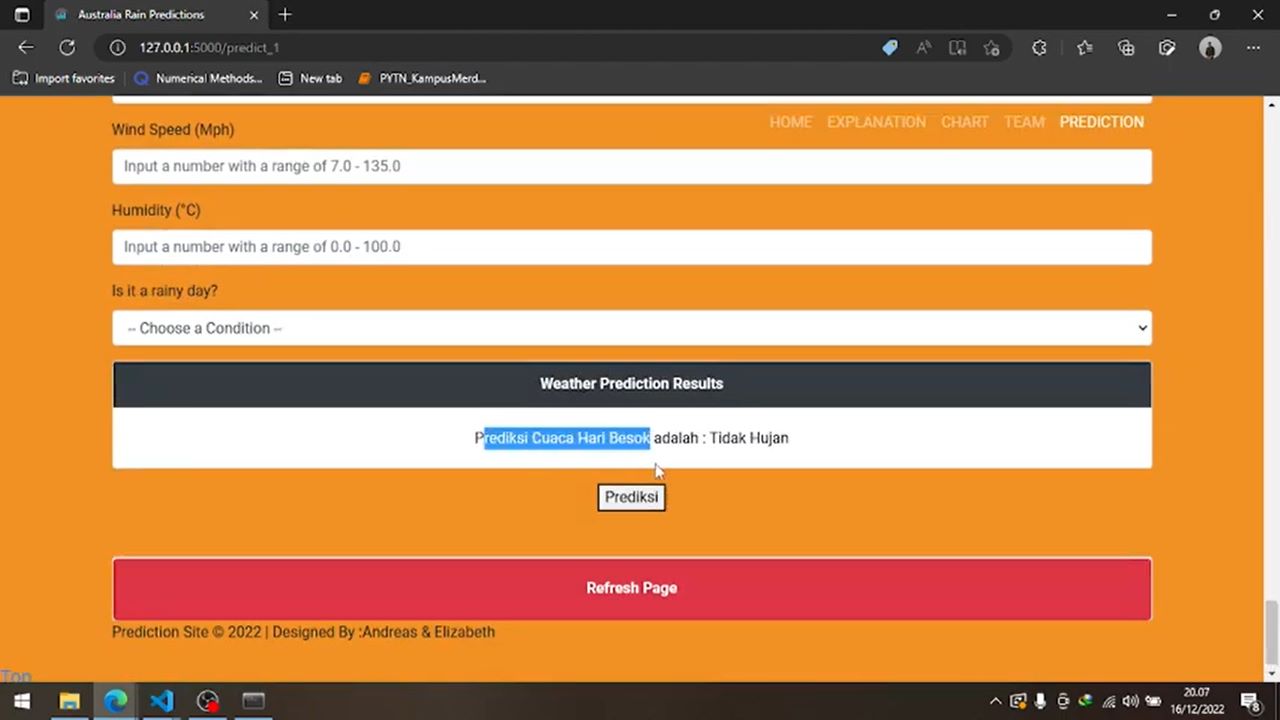 Australia Rain Predictions
127.0.0.1:5000/predict_1
Import favorites
Numerical Methods...
New tab
PYTN_KampusMerd...
HOME EXPLANATION CHART TEAM PREDICTION
Wind Speed (Mph)
Input a number with a range of 7.0 - 135.0
Humidity (°C)
Input a number with a range of 0.0 - 100.0
Is it a rainy day?
-- Choose a Condition --
Weather Prediction Results
Prediksi Cuaca Hari Besok adalah : Tidak Hujan
Prediksi
Refresh Page
Prediction Site © 2022 | Designed By :Andreas & Elizabeth
Top
20.07
16/12/2022
8